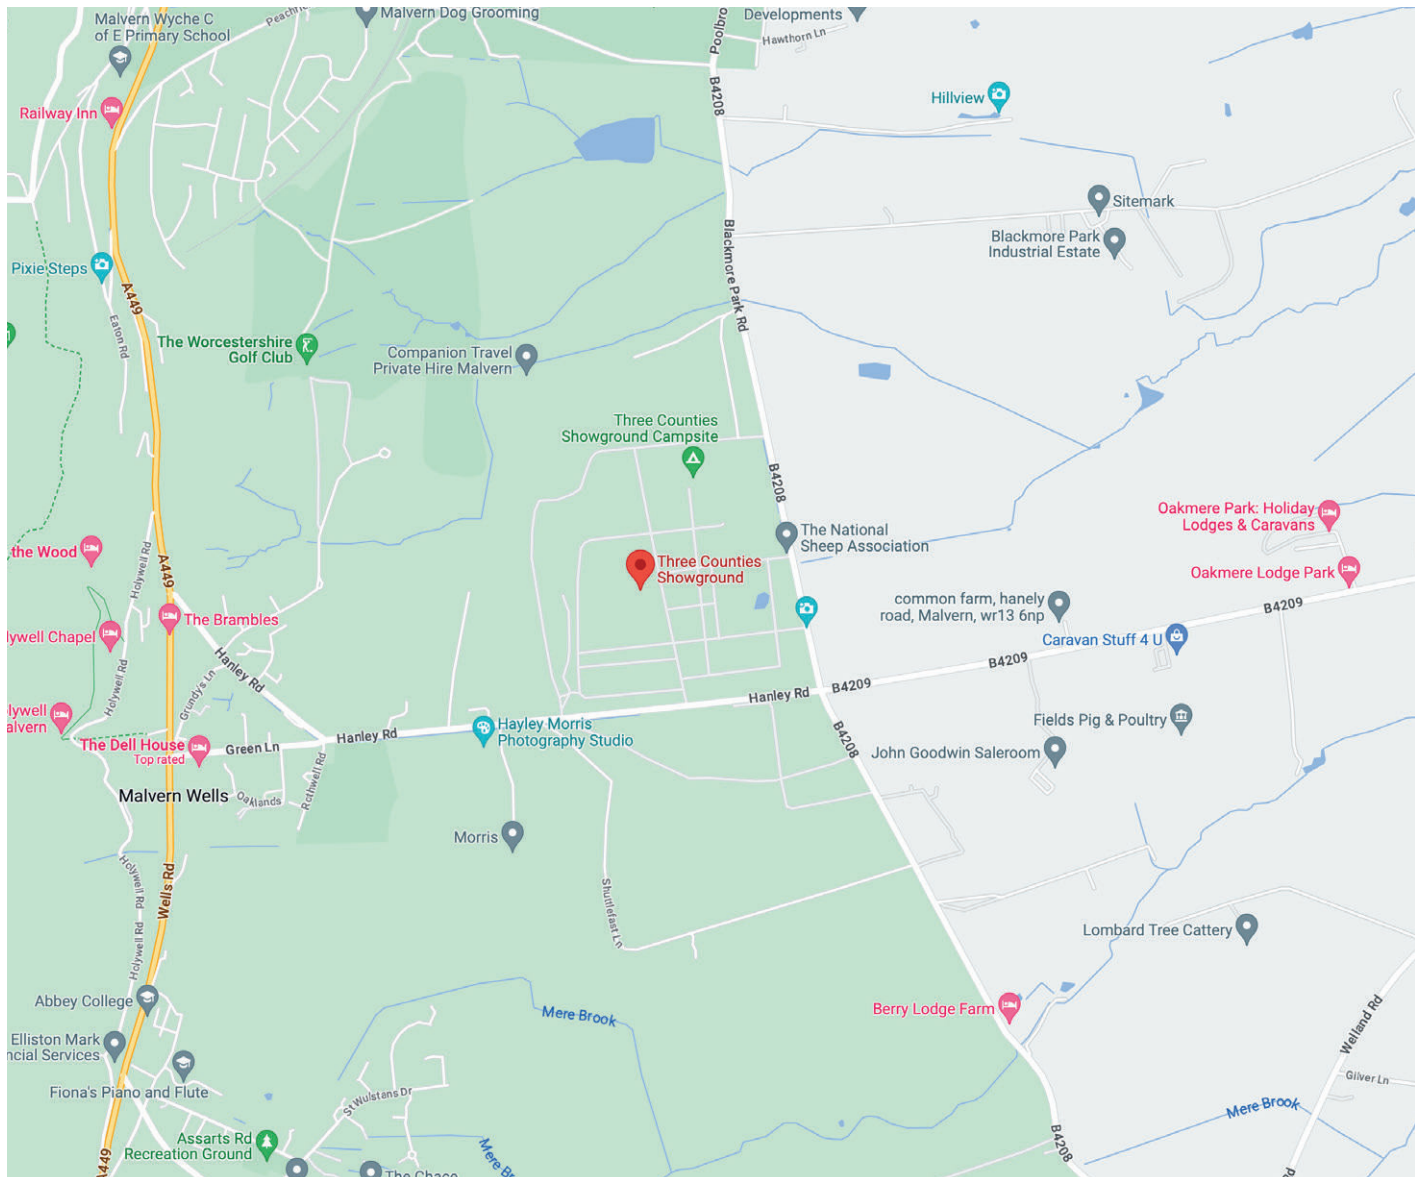 Malvern Wyche C
of E Primary School
Peachfi
Malvern Dog Grooming
Poolbro
Developments
Hawthorn Ln
B4208
Railway Inn
Hillview
Sitemark
Blackmore Park
Industrial Estate
Blackmore Park Rd
Pixie Steps
A449
Eaton Rd
The Worcestershire
Golf Club
Companion Travel
Private Hire Malvern
Three Counties
Showground Campsite
B4208
The National
Sheep Association
Oakmere Park: Holiday
Lodges & Caravans
Oakmere Lodge Park
the Wood
Holywell Rd
A449
Three Counties
Showground
common farm, hanely
road, Malvern, wr13 6np
B4209
The Brambles
lywell Chapel
Caravan Stuff 4 U
B4209
Holywell Rd
Grundy's Ln
Hanley Rd
B4209
Hanley Rd
lywell
alvern
The Dell House
Top rated
Green Ln
Hanley Rd
Hayley Morris
Photography Studio
B4208
Fields Pig & Poultry
John Goodwin Saleroom
Rothwell Rd
Malvern Wells
Oaklands
Morris
Holywell Rd
Wells Rd
Shuttlefast Ln
Holywell Rd
Lombard Tree Cattery
Abbey College
Mere Brook
Berry Lodge Farm
Welland Rd
Elliston Mark
ncial Services
Gilver Ln
Fiona's Piano and Flute
St Wulstans Dr
Mere Brook
Assarts Rd
Recreation Ground
Mere Br
B4208
A449
The Chace
nd